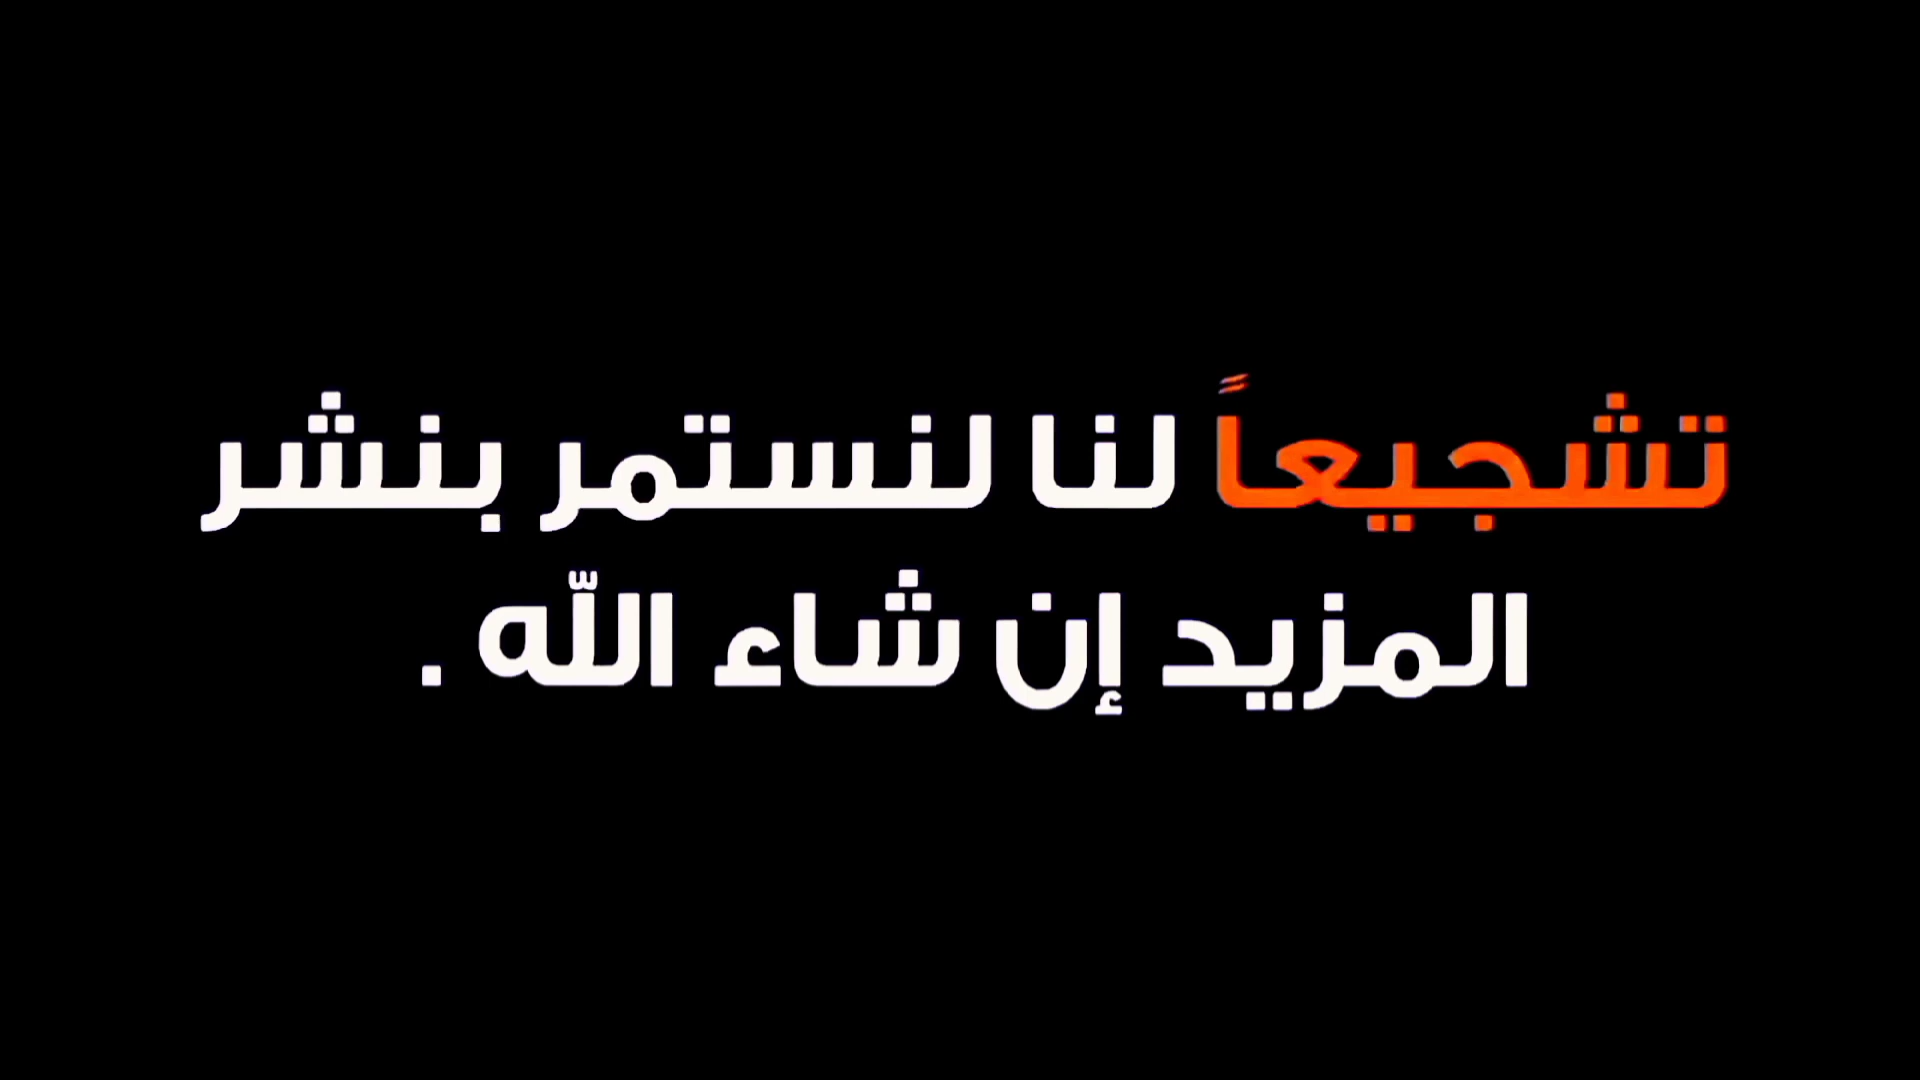 تشجيعاً لنا لنستمر بنشر
المزيد إن شاء اللّه .